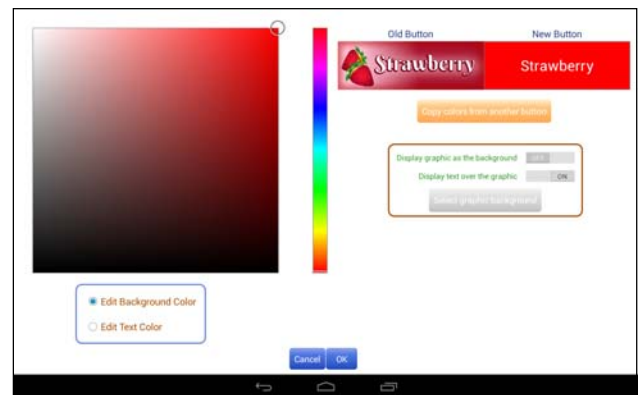 Old Button
New Button
Strawberry
Strawberry
Copy colors from another button
Display graphic as the background
OFF
Display text over the graphic
ON
Select graphic background
Edit Background Color
Edit Text Color
Cancel
OK